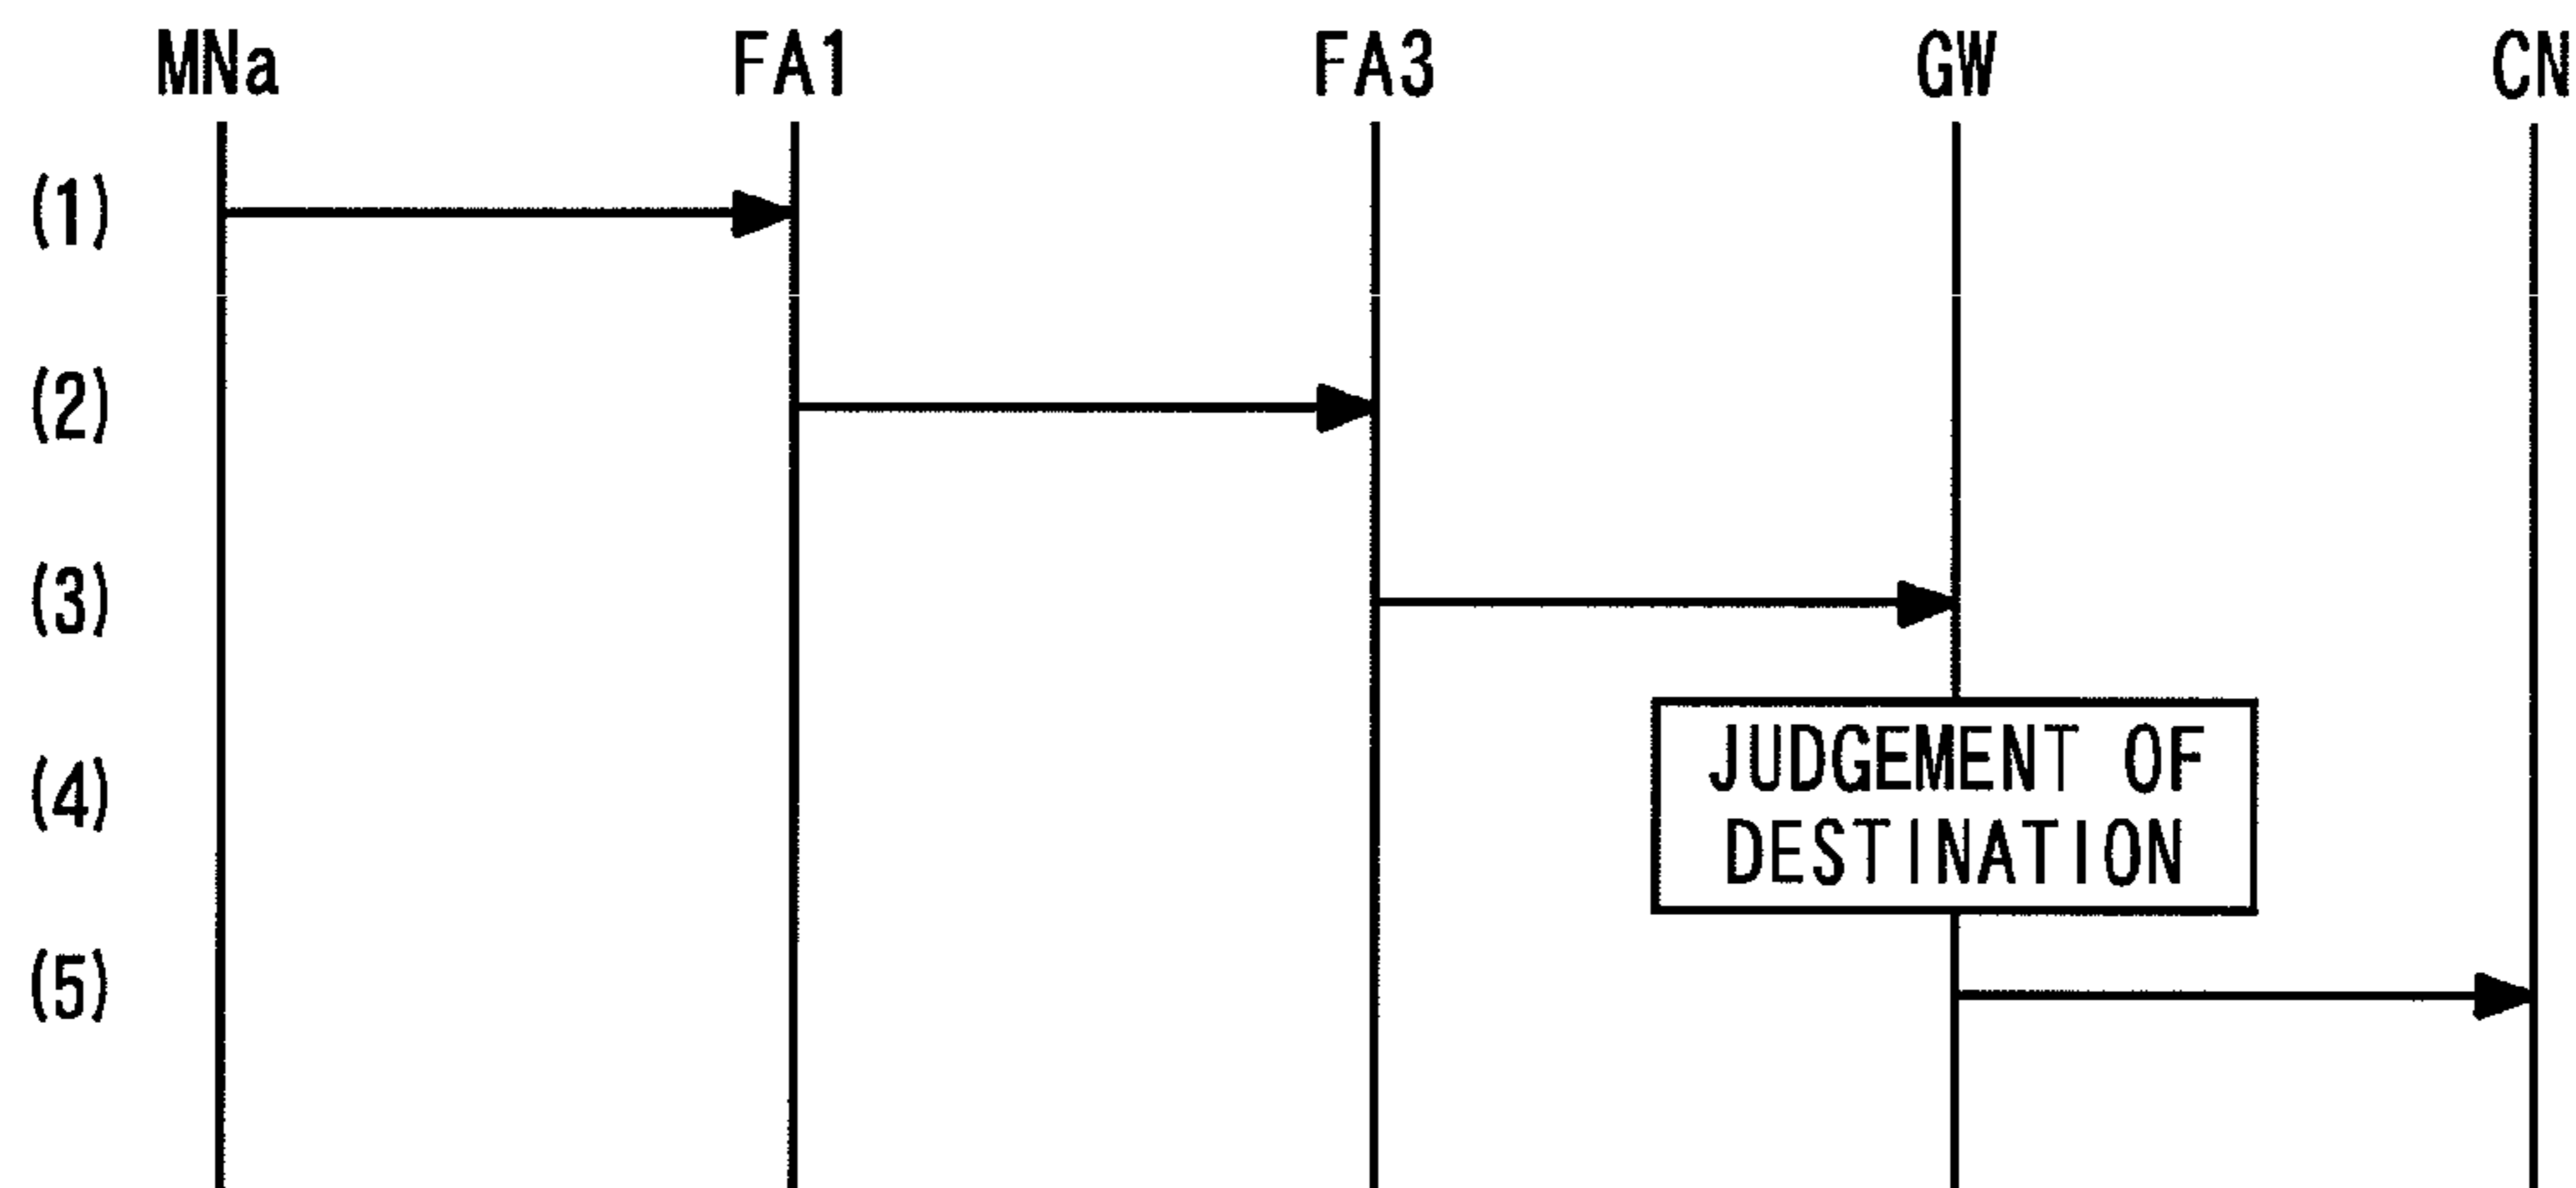 MNa FA1 FA3 GW CN
(1)
(2)
(3)
(4) JUDGEMENT OF
DESTINATION
(5)